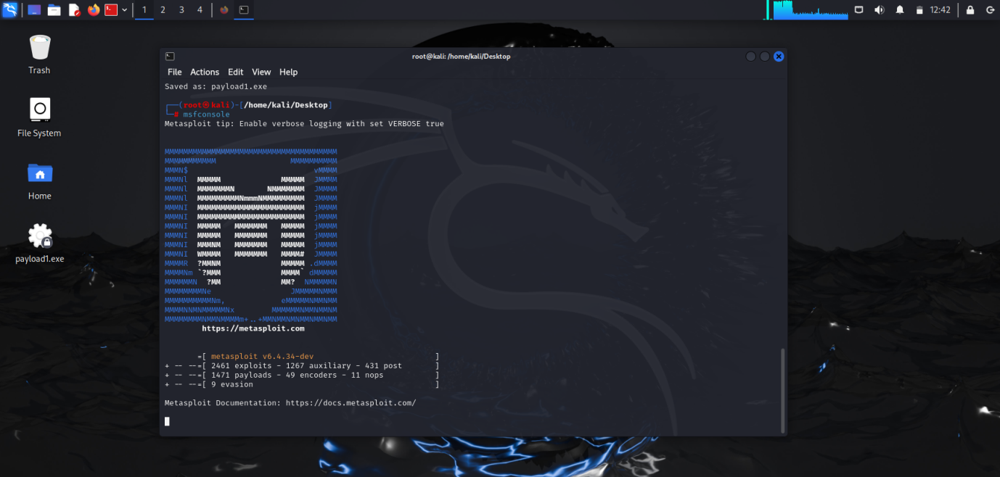 1 2 3 4 12:42
Trash
File System
Home
payload1.exe
root@kali: /home/kali/Desktop
File Actions Edit View Help
Saved as: payload1.exe
┌──(root㉿kali)-[/home/kali/Desktop]
└─# msfconsole
Metasploit tip: Enable verbose logging with set VERBOSE true
MMMMMMMMMMMMMMMMMMMMMMMMMMMMMMMMMMMMM
MMMMMMMMMMM                MMMMMMMMMM
MMMN$                           vMMMM
MMMNl  MMMMM             MMMMM  JMMMM
MMMNl  MMMMMMMN       NMMMMMMM  JMMMM
MMMNl  MMMMMMMMMNmmmNMMMMMMMMM  JMMMM
MMMNI  MMMMMMMMMMMMMMMMMMMMMMM  jMMMM
MMMNI  MMMMMMMMMMMMMMMMMMMMMMM  jMMMM
MMMNI  MMMMM   MMMMMMM   MMMMM  jMMMM
MMMNI  MMMMM   MMMMMMM   MMMMM  jMMMM
MMMNI  MMMNM   MMMMMMM   MMMMM  jMMMM
MMMNI  WMMMM   MMMMMMM   MMMM#  JMMMM
MMMMR  ?MMNM             MMMMM .dMMMM
MMMMNm `?MMM             MMMM` dMMMMM
MMMMMMN  ?MM             MM?  NMMMMMN
MMMMMMMMNe                 JMMMMMNMMM
MMMMMMMMMMNm,            eMMMMMNMMNMM
MMMMNNMNMMMMMNx        MMMMMMNMMNMMNM
MMMMMMMMNMMNMMMMm+..+MMNMMNMNMMNMMNMM
https://metasploit.com
=[ metasploit v6.4.34-dev ]
+ -- --=[ 2461 exploits - 1267 auxiliary - 431 post ]
+ -- --=[ 1471 payloads - 49 encoders - 11 nops ]
+ -- --=[ 9 evasion ]
Metasploit Documentation: https://docs.metasploit.com/